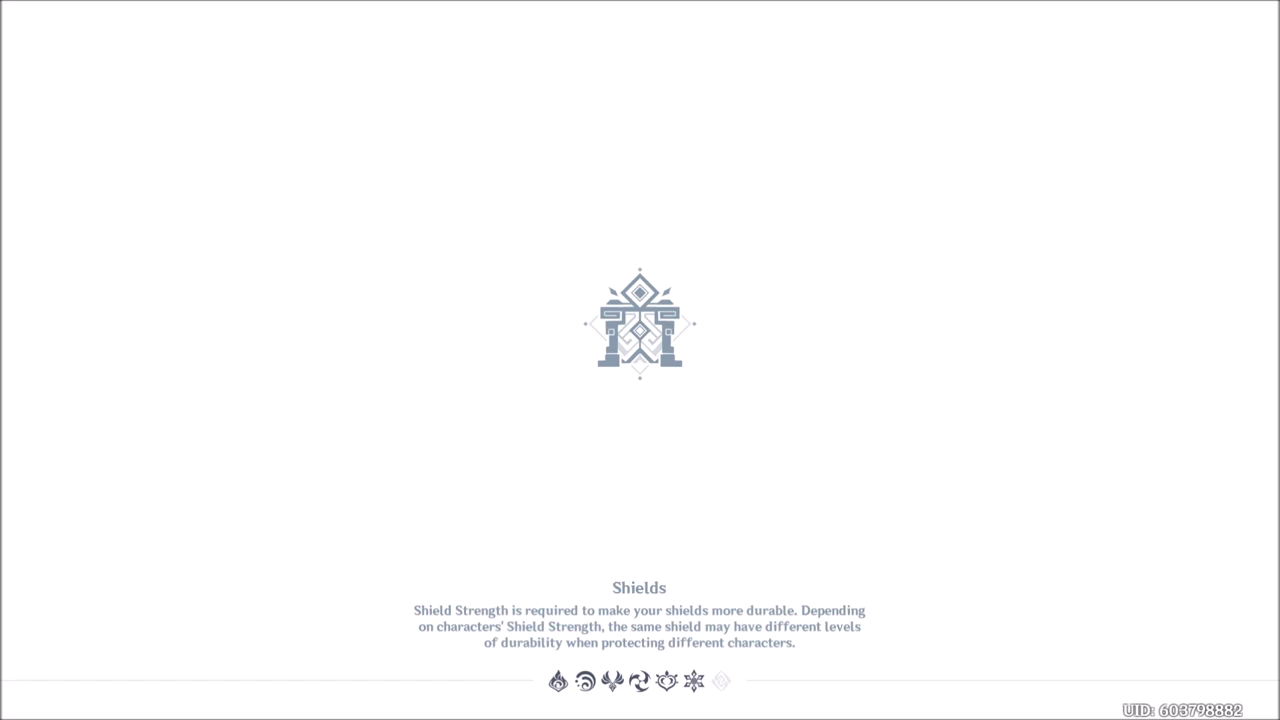 Shields
Shield Strength is required to make your shields more durable. Depending
on characters' Shield Strength, the same shield may have different levels
of durability when protecting different characters.
UID: 603798882